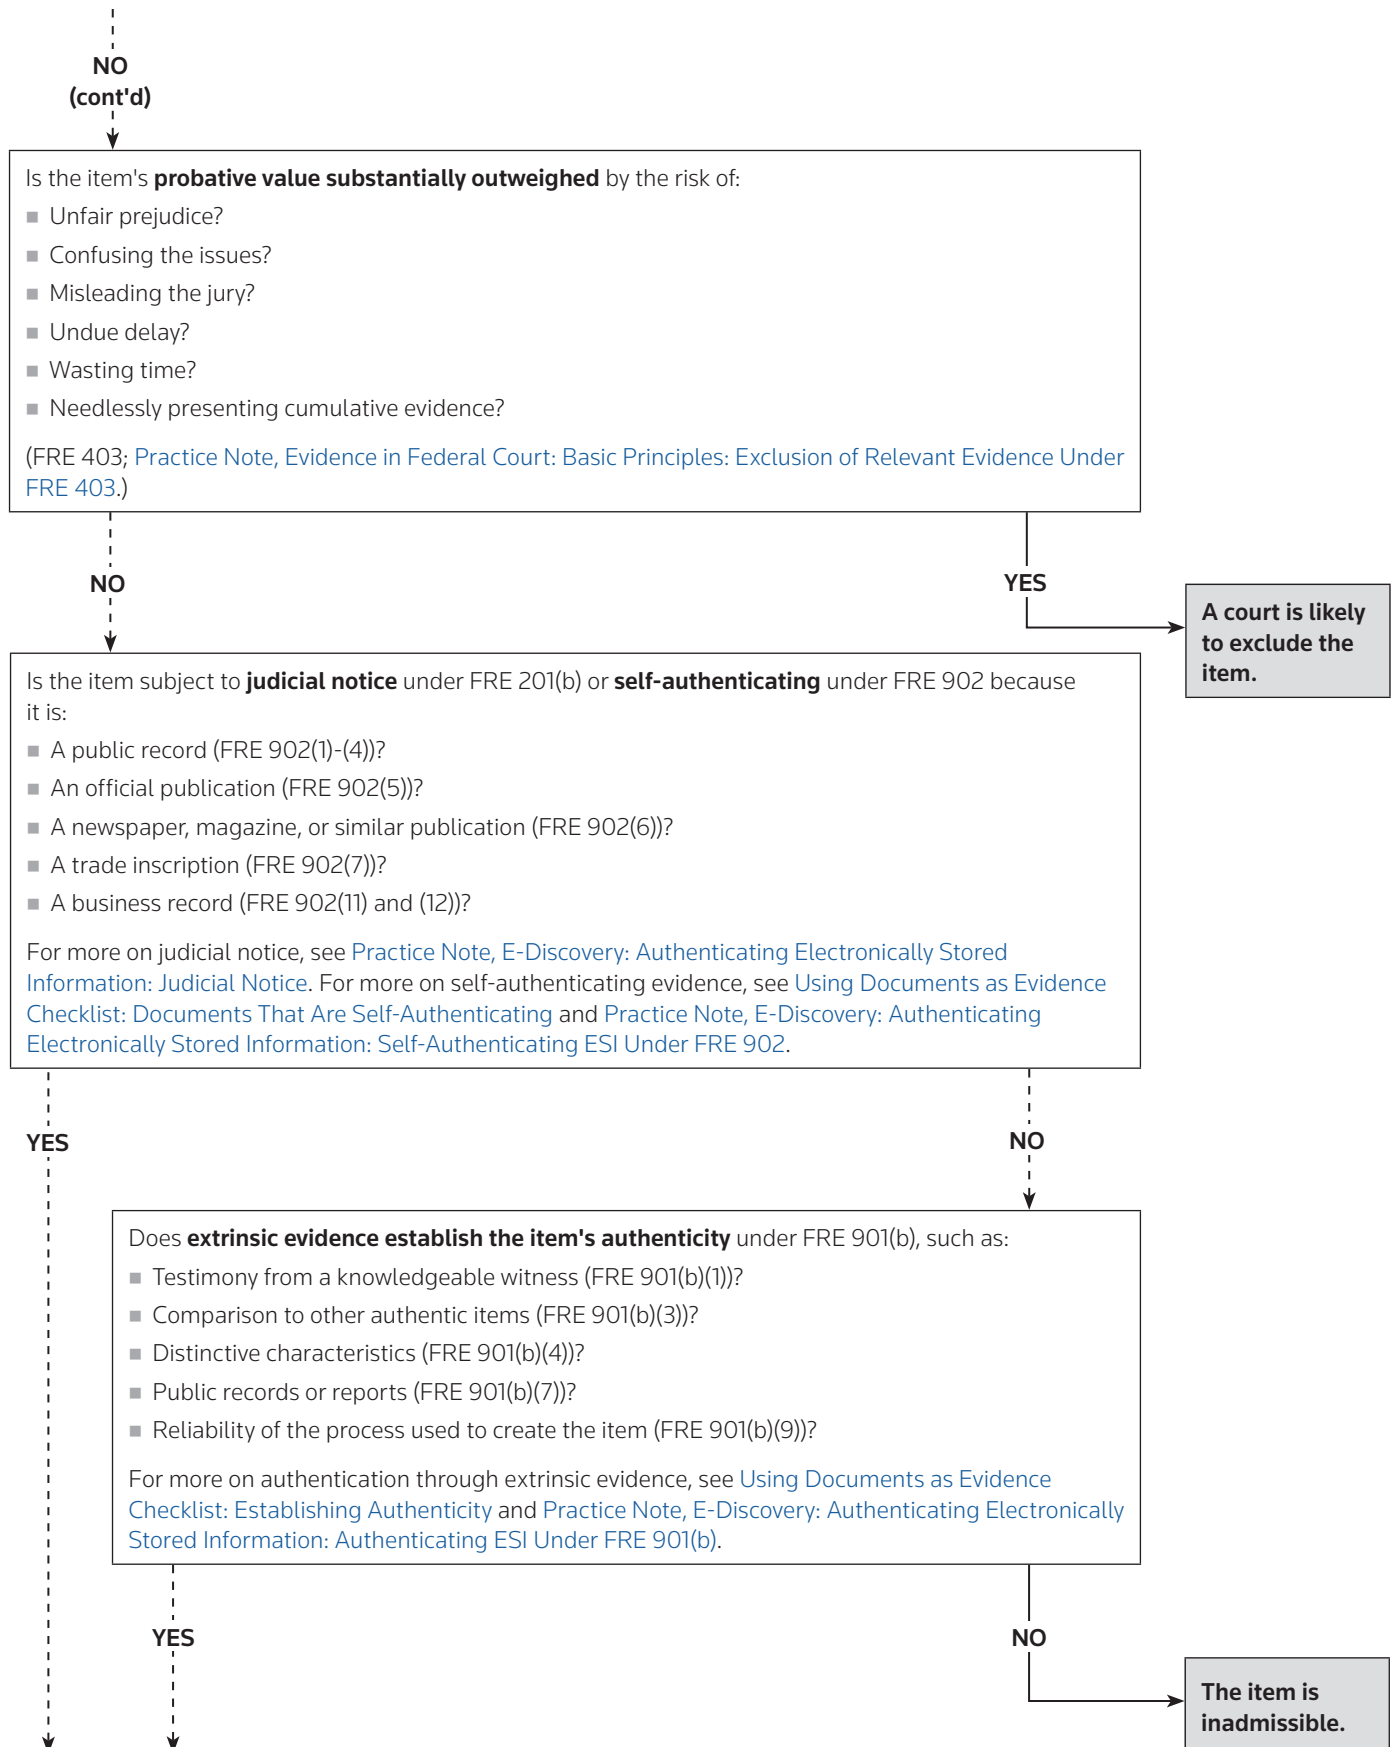 NO
(cont'd)
Is the item's probative value substantially outweighed by the risk of:
■ Unfair prejudice?
■ Confusing the issues?
■ Misleading the jury?
■ Undue delay?
■ Wasting time?
■ Needlessly presenting cumulative evidence?
(FRE 403; Practice Note, Evidence in Federal Court: Basic Principles: Exclusion of Relevant Evidence Under
FRE 403.)
NO
YES
A court is likely
to exclude the
item.
Is the item subject to judicial notice under FRE 201(b) or self-authenticating under FRE 902 because
it is:
■ A public record (FRE 902(1)-(4))?
■ An official publication (FRE 902(5))?
■ A newspaper, magazine, or similar publication (FRE 902(6))?
■ A trade inscription (FRE 902(7))?
■ A business record (FRE 902(11) and (12))?
For more on judicial notice, see Practice Note, E-Discovery: Authenticating Electronically Stored
Information: Judicial Notice. For more on self-authenticating evidence, see Using Documents as Evidence
Checklist: Documents That Are Self-Authenticating and Practice Note, E-Discovery: Authenticating
Electronically Stored Information: Self-Authenticating ESI Under FRE 902.
YES
NO
Does extrinsic evidence establish the item's authenticity under FRE 901(b), such as:
■ Testimony from a knowledgeable witness (FRE 901(b)(1))?
■ Comparison to other authentic items (FRE 901(b)(3))?
■ Distinctive characteristics (FRE 901(b)(4))?
■ Public records or reports (FRE 901(b)(7))?
■ Reliability of the process used to create the item (FRE 901(b)(9))?
For more on authentication through extrinsic evidence, see Using Documents as Evidence
Checklist: Establishing Authenticity and Practice Note, E-Discovery: Authenticating Electronically
Stored Information: Authenticating ESI Under FRE 901(b).
YES
NO
The item is
inadmissible.